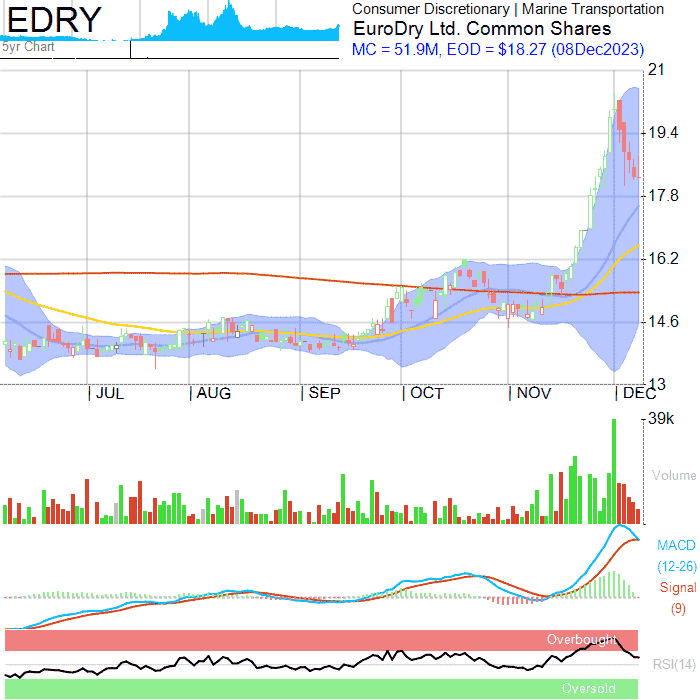 EDRY
5yr Chart
Consumer Discretionary | Marine Transportation
EuroDry Ltd. Common Shares
MC = 51.9M, EOD = $18.27 (08Dec2023)
21
19.4
17.8
16.2
14.6
13
JUL AUG SEP OCT NOV DEC
39k
Volume
MACD
(12-26)
Signal
(9)
Overbought
RSI(14)
Oversold